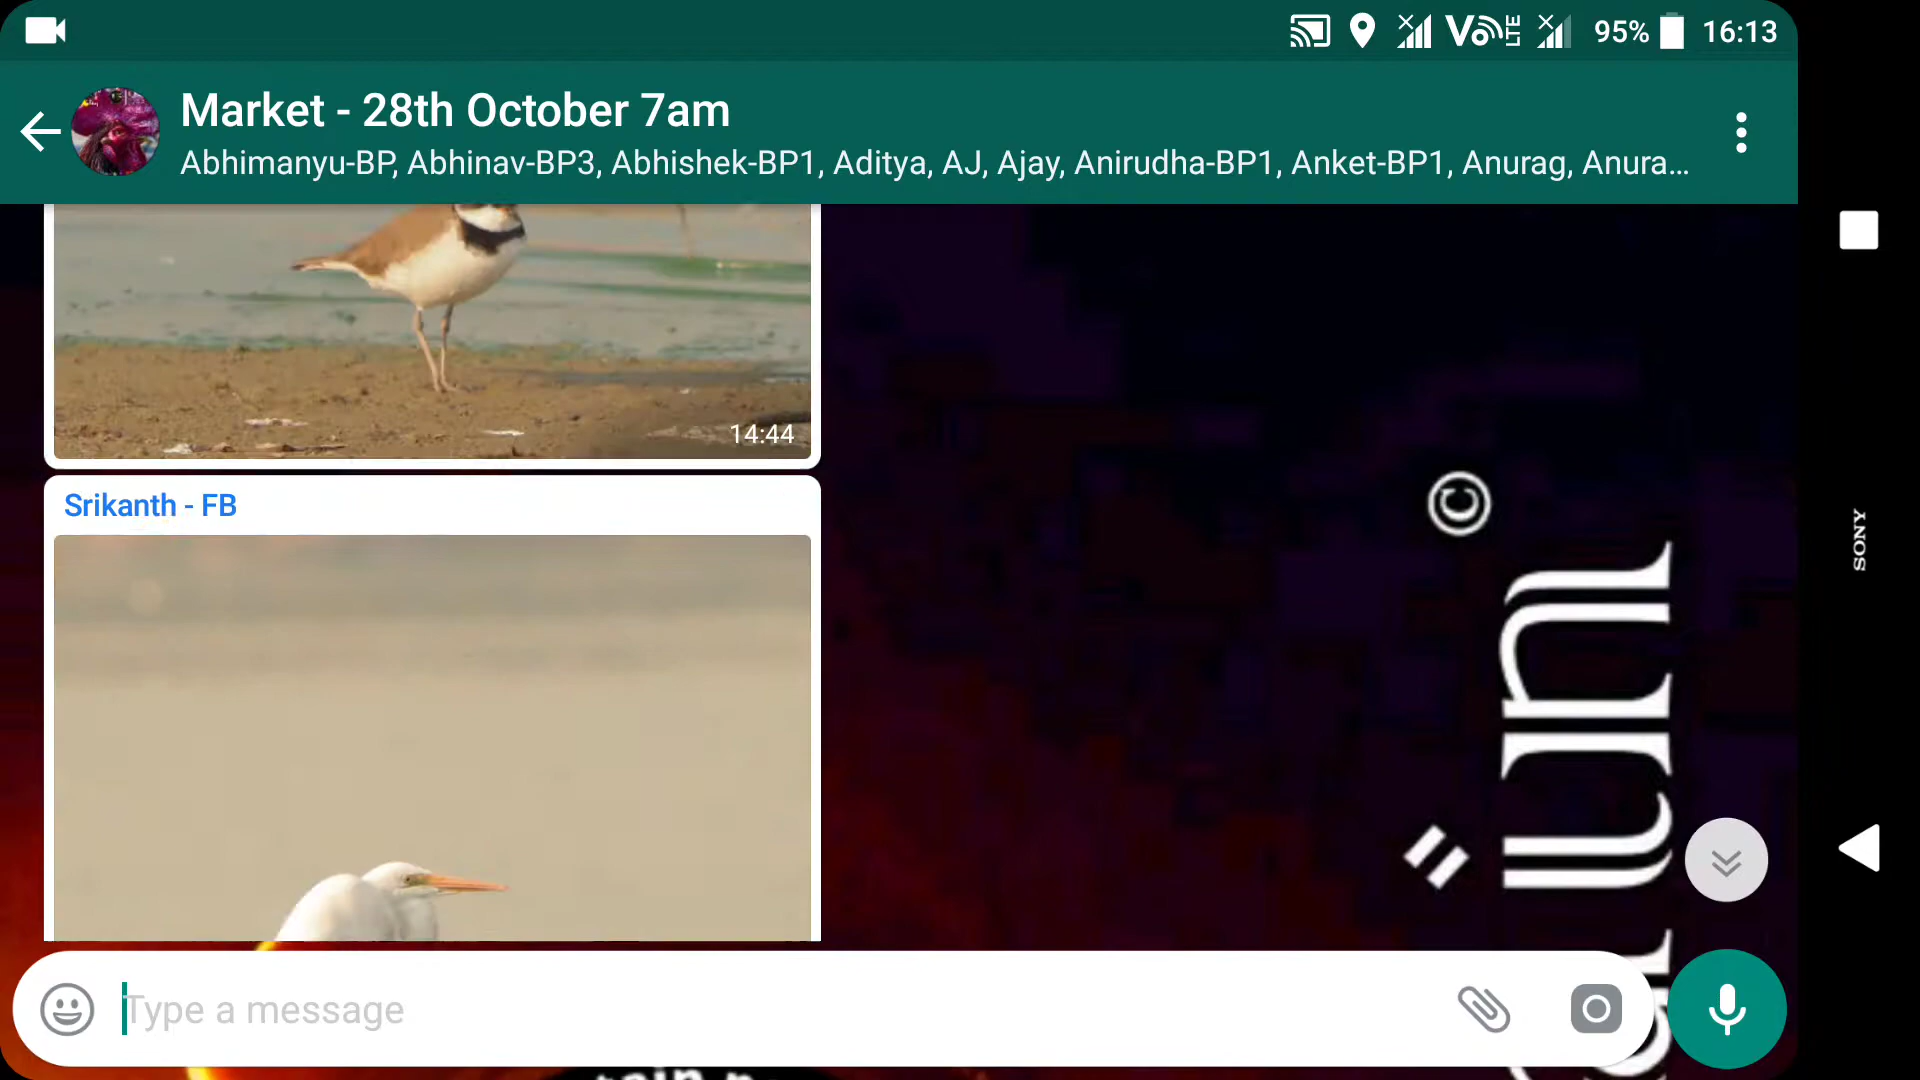 VoLTE 95% 16:13
Market - 28th October 7am
Abhimanyu-BP, Abhinav-BP3, Abhishek-BP1, Aditya, AJ, Ajay, Anirudha-BP1, Anket-BP1, Anurag, Anura...
14:44
Srikanth - FB
©
SONY
Type a message